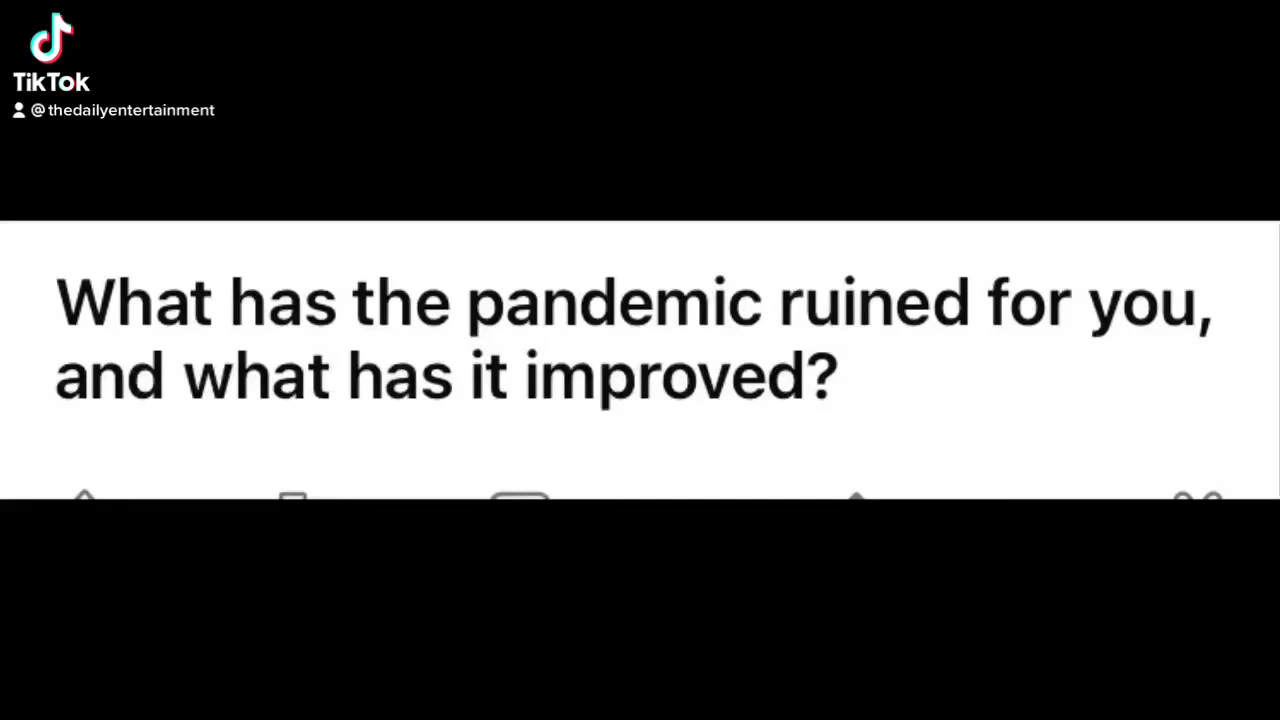 TikTok
@thedailyentertainment
What has the pandemic ruined for you,
and what has it improved?